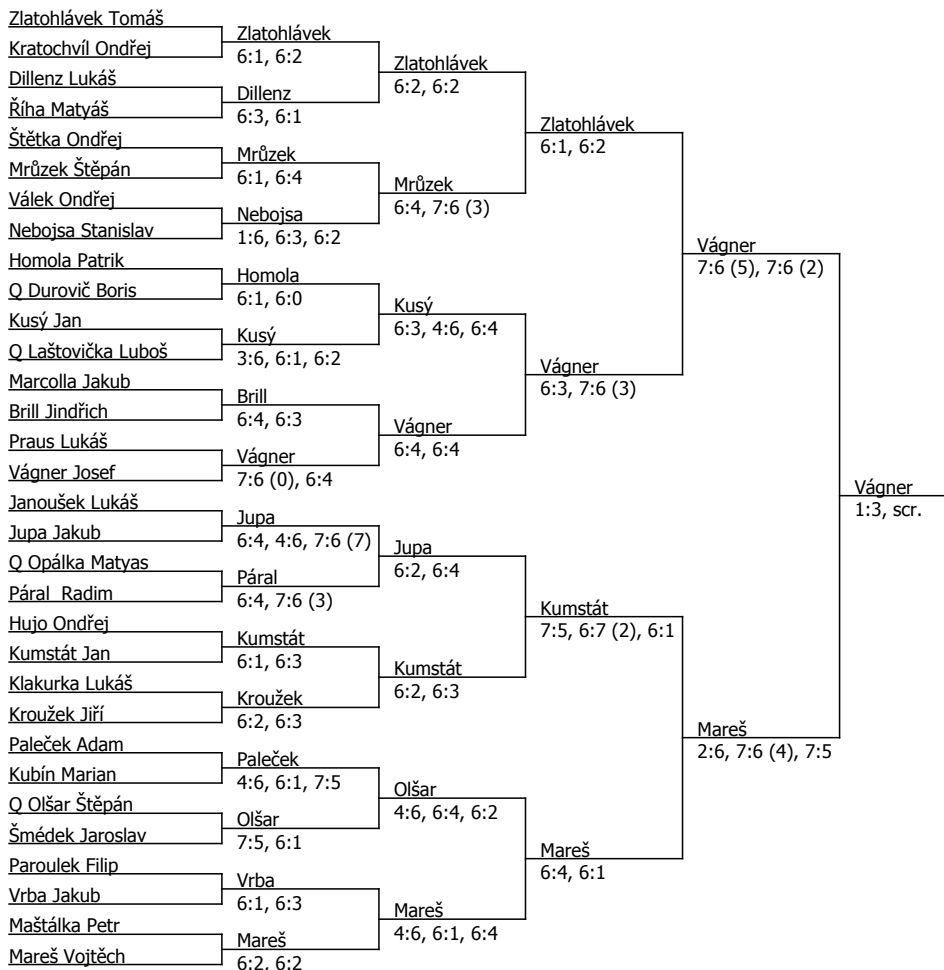 Zlatohlávek Tomáš
Kratochvíl Ondřej
Dillenz Lukáš
Říha Matyáš
Štětka Ondřej
Mrůzek Štěpán
Válek Ondřej
Nebojsa Stanislav
Homola Patrik
Q Durovič Boris
Kusý Jan
Q Laštovička Luboš
Marcolla Jakub
Brill Jindřich
Praus Lukáš
Vágner Josef
Janoušek Lukáš
Jupa Jakub
Q Opálka Matyas
Páral  Radim
Hujo Ondřej
Kumstát Jan
Klakurka Lukáš
Kroužek Jiří
Paleček Adam
Kubín Marian
Q Olšar Štěpán
Šmédek Jaroslav
Paroulek Filip
Vrba Jakub
Maštálka Petr
Mareš Vojtěch
Zlatohlávek
6:1, 6:2
Dillenz
6:3, 6:1
Mrůzek
6:1, 6:4
Nebojsa
1:6, 6:3, 6:2
Homola
6:1, 6:0
Kusý
3:6, 6:1, 6:2
Brill
6:4, 6:3
Vágner
7:6 (0), 6:4
Jupa
6:4, 4:6, 7:6 (7)
Páral
6:4, 7:6 (3)
Kumstát
6:1, 6:3
Kroužek
6:2, 6:3
Paleček
4:6, 6:1, 7:5
Olšar
7:5, 6:1
Vrba
6:1, 6:3
Mareš
6:2, 6:2
Zlatohlávek
6:2, 6:2
Mrůzek
6:4, 7:6 (3)
Kusý
6:3, 4:6, 6:4
Vágner
6:4, 6:4
Jupa
6:2, 6:4
Kumstát
6:2, 6:3
Olšar
4:6, 6:4, 6:2
Mareš
4:6, 6:1, 6:4
Zlatohlávek
6:1, 6:2
Vágner
6:3, 7:6 (3)
Kumstát
7:5, 6:7 (2), 6:1
Mareš
6:4, 6:1
Vágner
7:6 (5), 7:6 (2)
Mareš
2:6, 7:6 (4), 7:5
Vágner
1:3, scr.